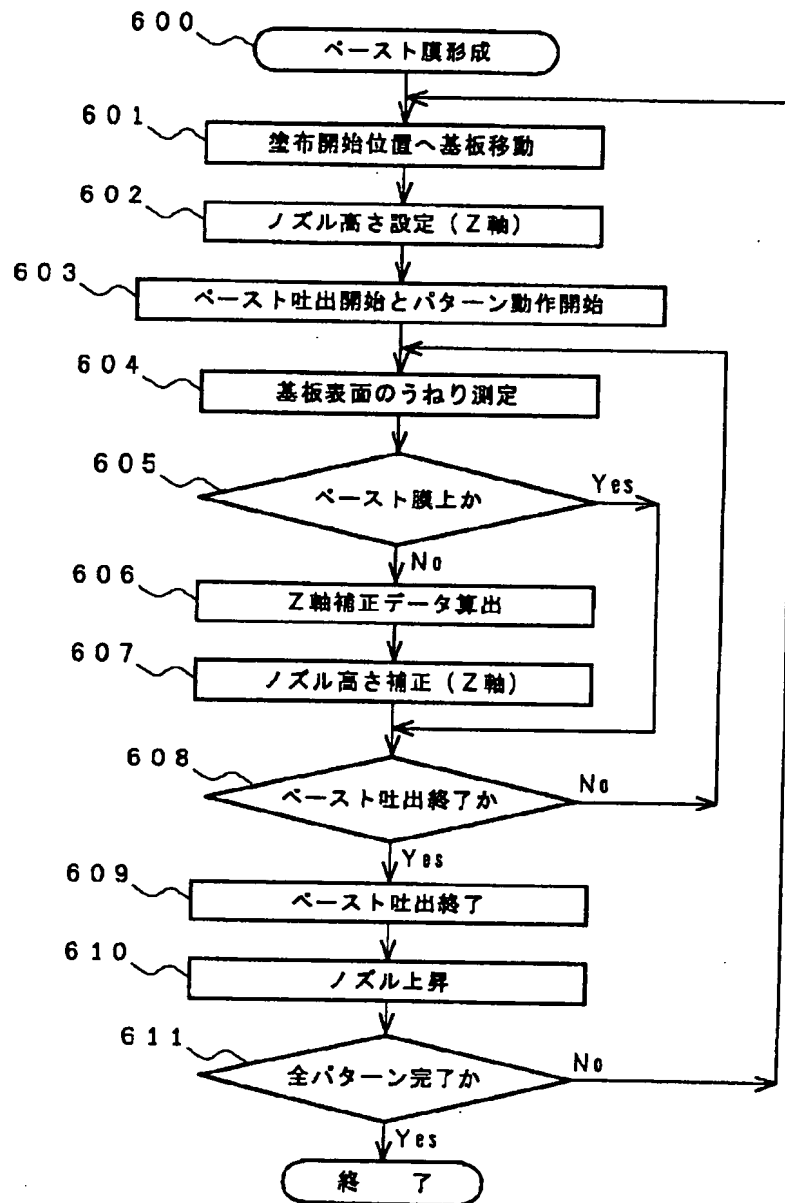 600
ペースト膜形成
601
塗布開始位置へ基板移動
602
ノズル高さ設定(Z軸)
603
ペースト吐出開始とパターン動作開始
604
基板表面のうねり測定
605
ペースト膜上か
Yes
No
606
Z軸補正データ算出
607
ノズル高さ補正(Z軸)
608
ペースト吐出終了か
No
Yes
609
ペースト吐出終了
610
ノズル上昇
611
全パターン完了か
No
Yes
終 了